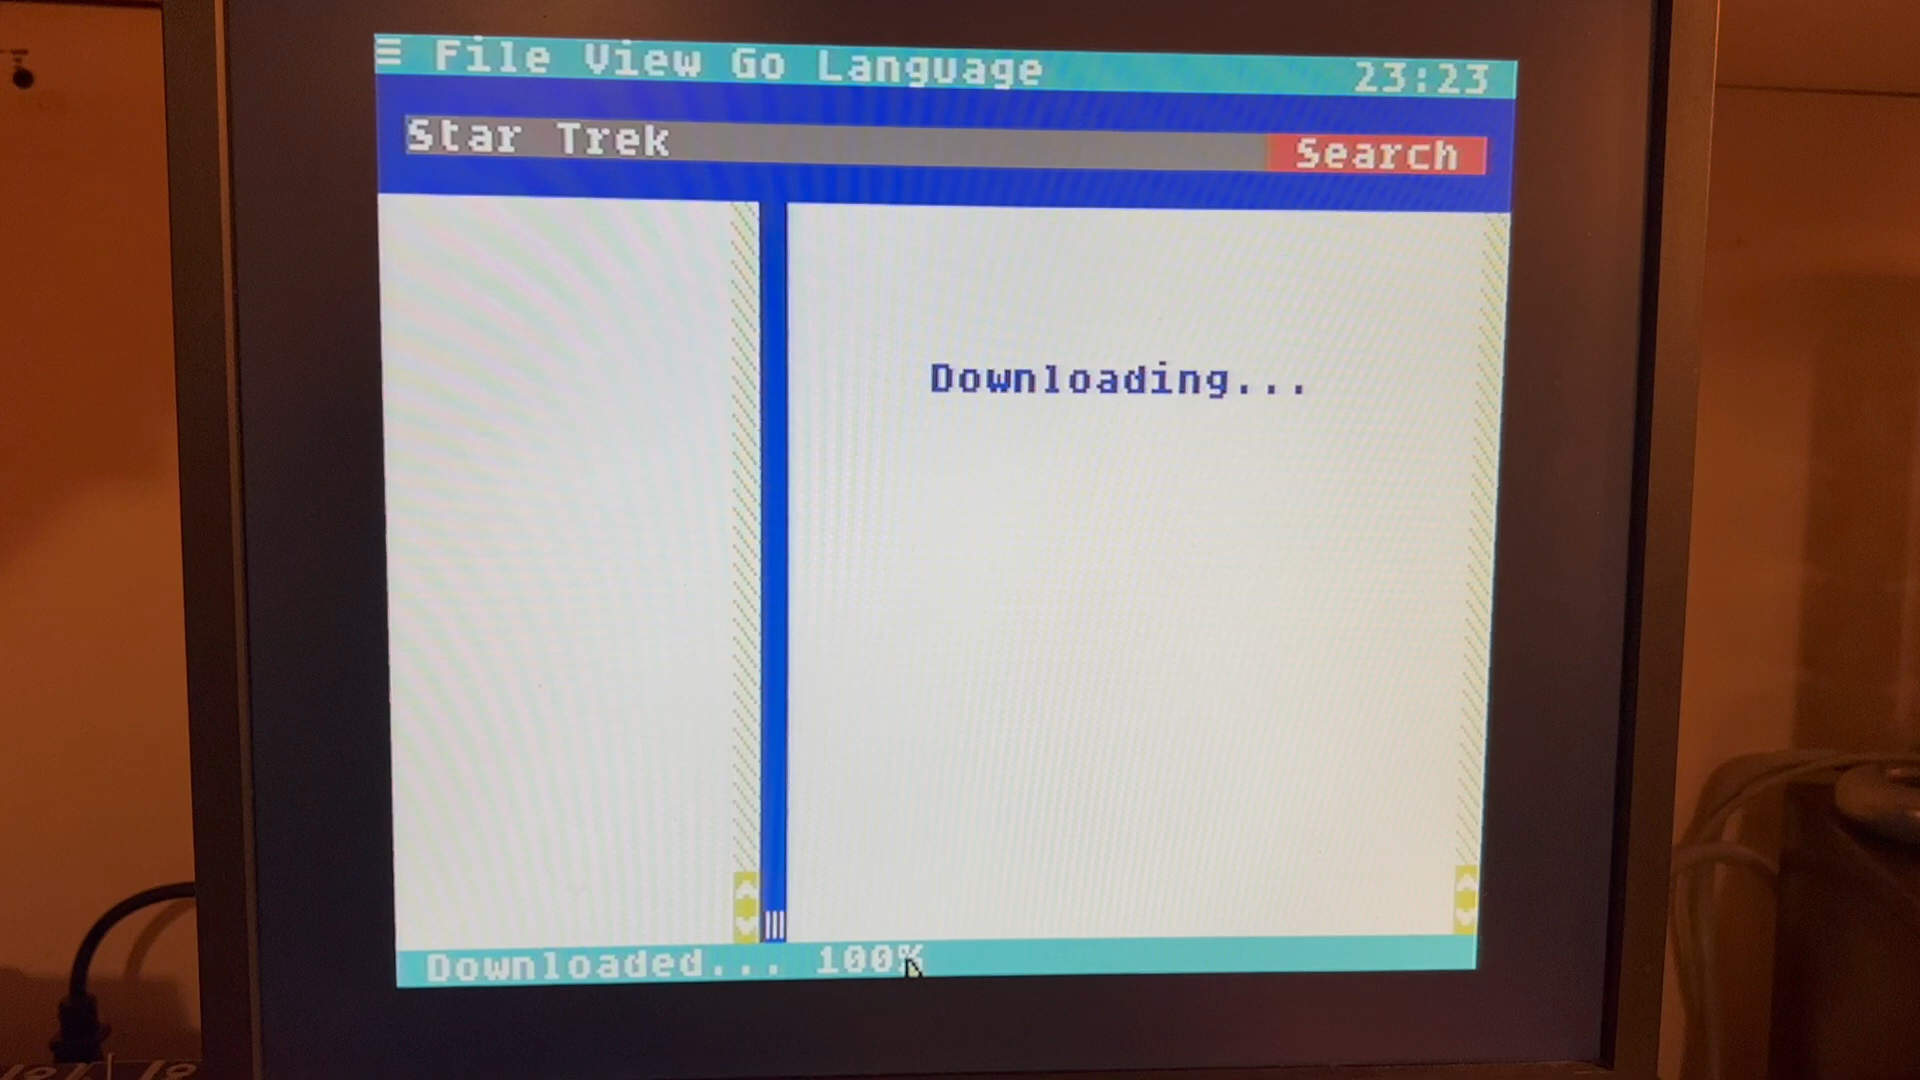 ☰ File View Go Language 23:23
Star Trek Search
Downloading...
Downloaded... 100%